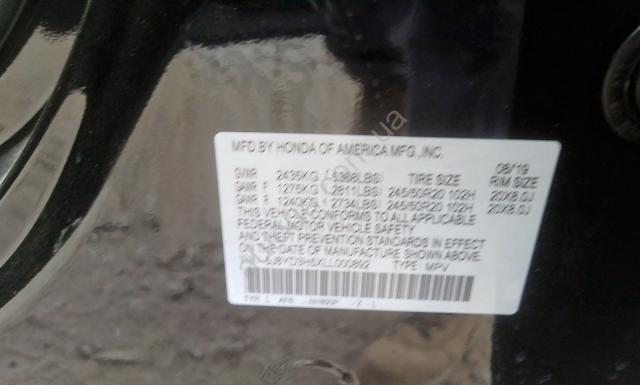 MFD.BY HONDA OF AMERICA MFG.,INC. 08/19
GVWR 2435KG (5368LBS) TIRE SIZE RIM SIZE
GAWR F 1275KG (2811LBS) 245/50R20 102H 20X8.0J
GAWR R 1240KG (2734LBS) 245/50R20 102H 20X8.0J
THIS VEHICLE CONFORMS TO ALL APPLICABLE
FEDERAL MOTOR VEHICLE SAFETY
AND THEFT PREVENTION STANDARDS IN EFFECT
ON THE DATE OF MANUFACTURE SHOWN ABOVE.
TYPE MPV